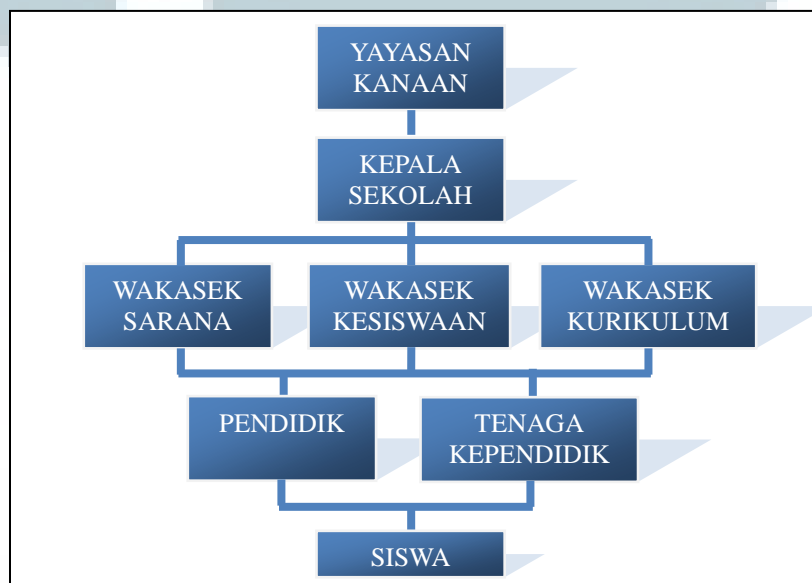 YAYASAN
KANAAN
KEPALA
SEKOLAH
WAKASEK
SARANA
WAKASEK
KESISWAAN
WAKASEK
KURIKULUM
PENDIDIK
TENAGA
KEPENDIDIK
SISWA